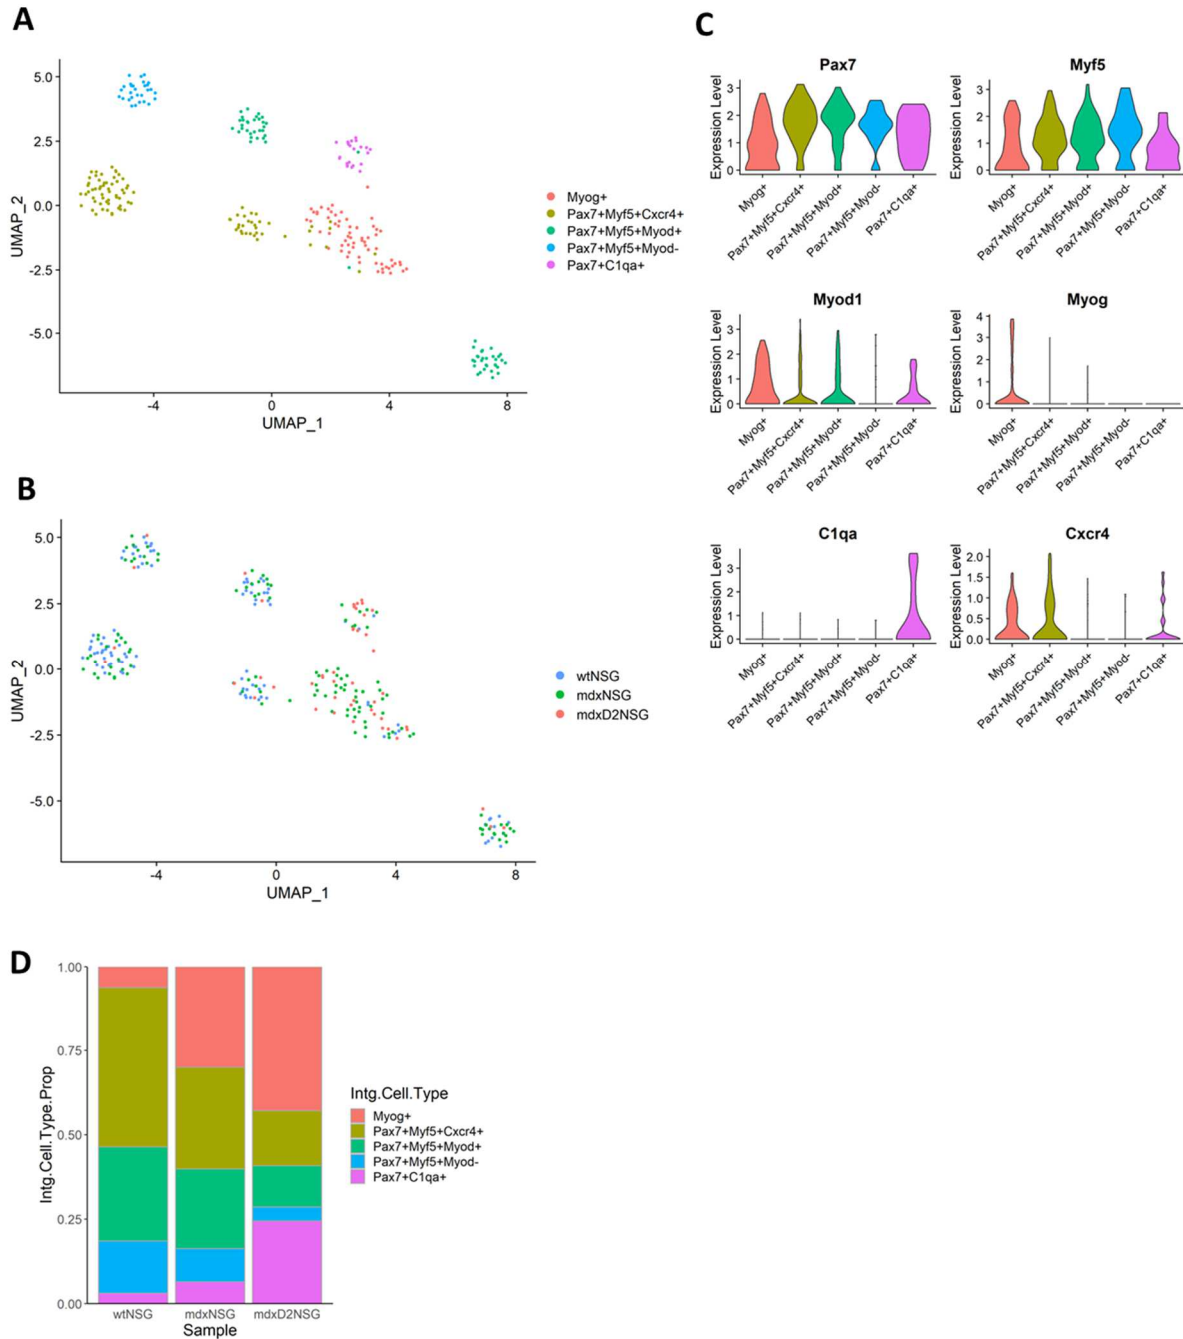 A
5.0
2.5
0.0
-2.5
-5.0
UMAP_2
-4 0 4 8
UMAP_1
Myog+
Pax7+Myf5+Cxcr4+
Pax7+Myf5+Myod+
Pax7+Myf5+Myod-
Pax7+C1qa+
B
5.0
2.5
0.0
-2.5
-5.0
UMAP_2
-4 0 4 8
UMAP_1
wtNSG
mdxNSG
mdxD2NSG
C
Pax7
Expression Level
3
2
1
0
Myog+
Pax7+Myf5+Cxcr4+
Pax7+Myf5+Myod+
Pax7+Myf5+Myod-
Pax7+C1qa+
Myf5
Expression Level
3
2
1
0
Myog+
Pax7+Myf5+Cxcr4+
Pax7+Myf5+Myod+
Pax7+Myf5+Myod-
Pax7+C1qa+
Myod1
Expression Level
3
2
1
0
Myog+
Pax7+Myf5+Cxcr4+
Pax7+Myf5+Myod+
Pax7+Myf5+Myod-
Pax7+C1qa+
Myog
Expression Level
4
3
2
1
0
Myog+
Pax7+Myf5+Cxcr4+
Pax7+Myf5+Myod+
Pax7+Myf5+Myod-
Pax7+C1qa+
C1qa
Expression Level
3
2
1
0
Myog+
Pax7+Myf5+Cxcr4+
Pax7+Myf5+Myod+
Pax7+Myf5+Myod-
Pax7+C1qa+
Cxcr4
Expression Level
2.0
1.5
1.0
0.5
0.0
Myog+
Pax7+Myf5+Cxcr4+
Pax7+Myf5+Myod+
Pax7+Myf5+Myod-
Pax7+C1qa+
D
1.00
0.75
0.50
0.25
0.00
Intg.Cell.Type.Prop
wtNSG mdxNSG mdxD2NSG
Sample
Intg.Cell.Type
Myog+
Pax7+Myf5+Cxcr4+
Pax7+Myf5+Myod+
Pax7+Myf5+Myod-
Pax7+C1qa+